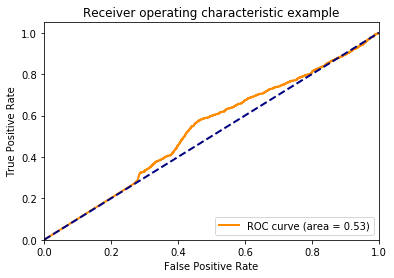 Receiver operating characteristic example
1.0
0.8
0.6
0.4
0.2
0.0
True Positive Rate
ROC curve (area = 0.53)
0.0 0.2 0.4 0.6 0.8 1.0
False Positive Rate